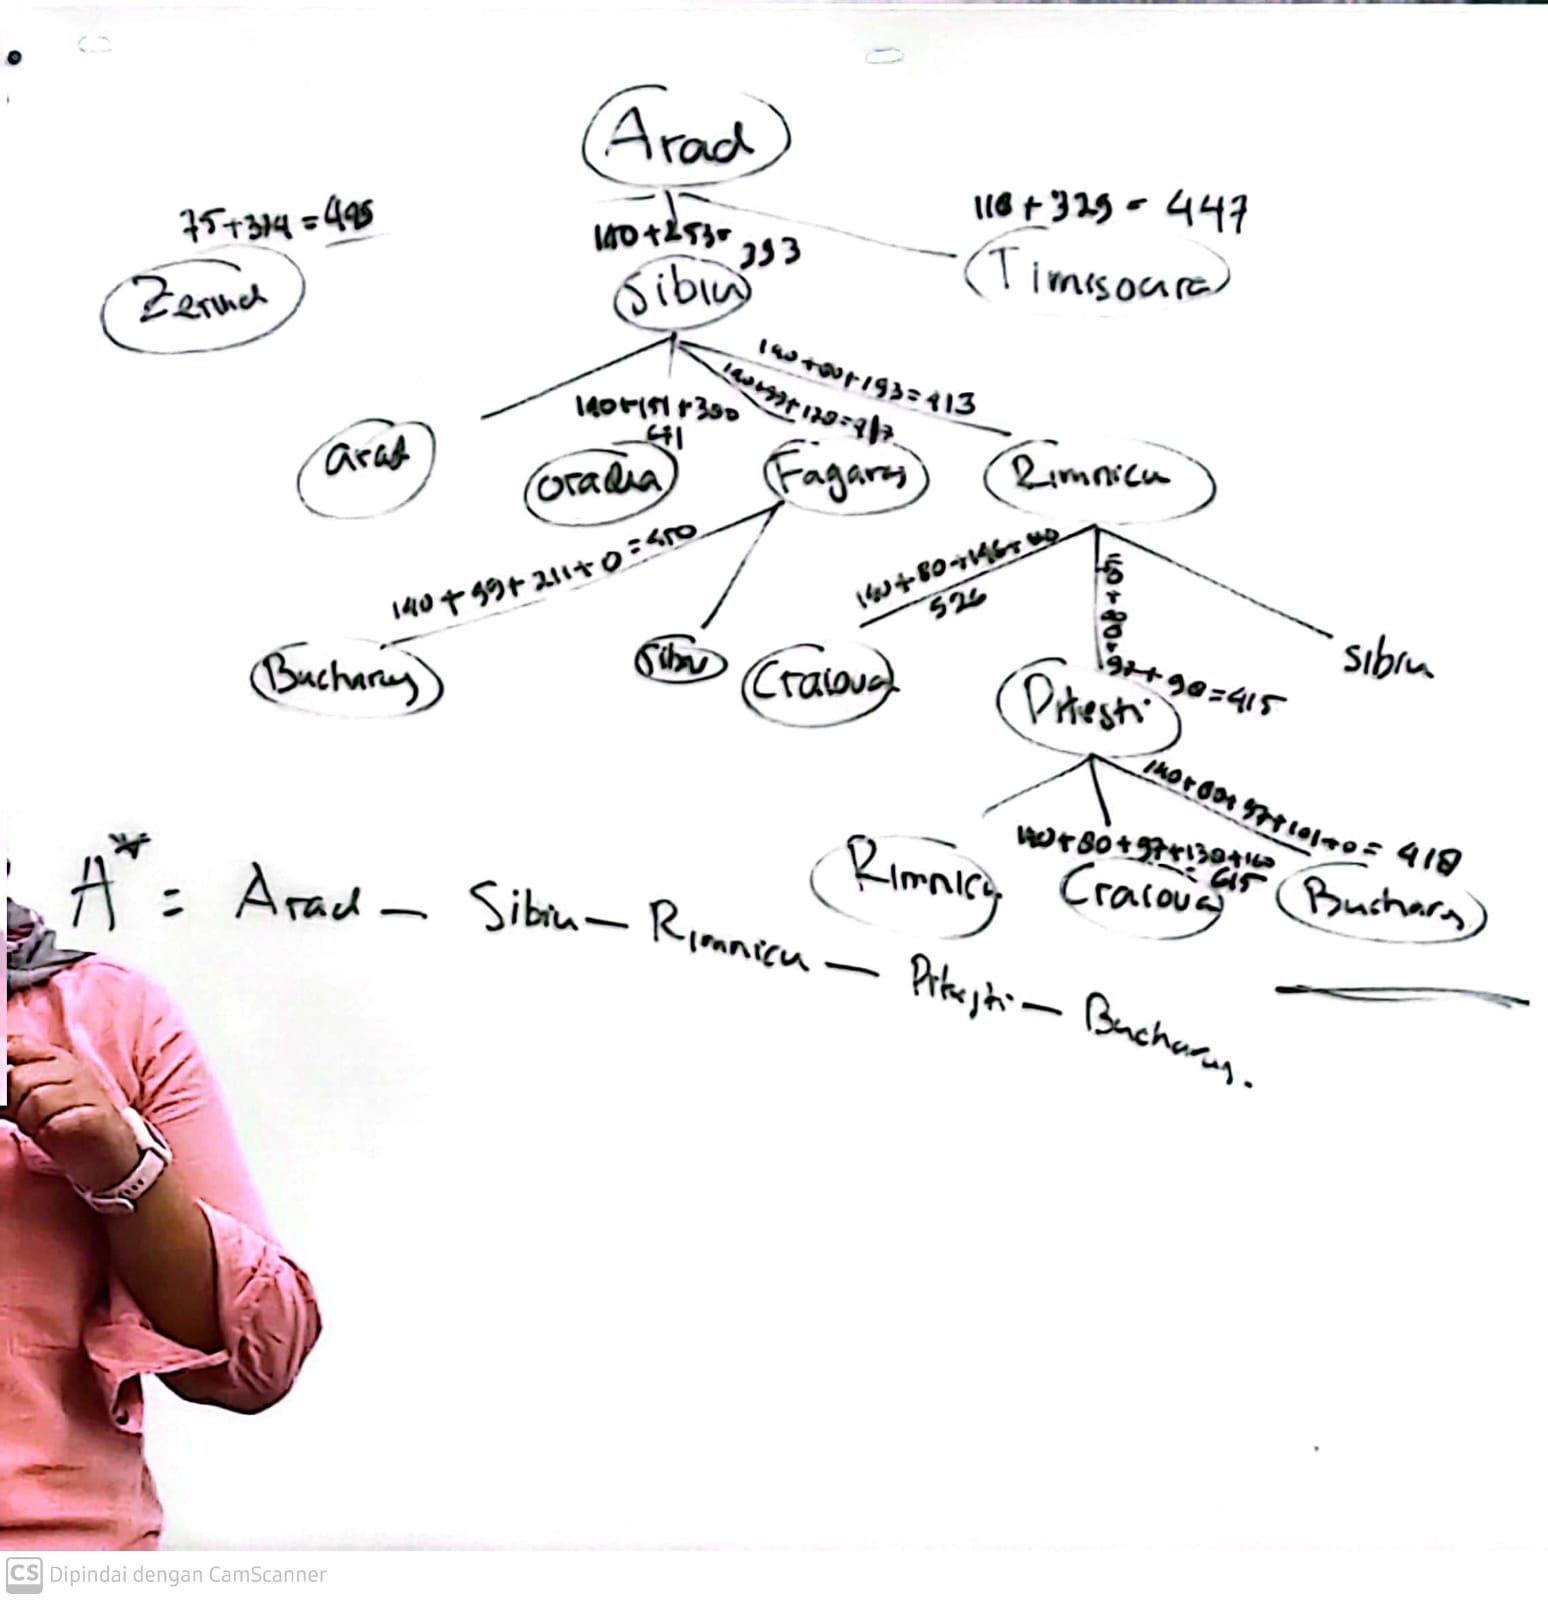 Arad
75+374=449
140+253=393
118+329=447
Zerind
Sibiu
Timisoara
140+80+193=413
140+99+178=417
140+151+380
671
arad
oradea
Fagaras
Rimnicu
140+99+211+0=450
140+80+146+160
526
140+80+97+98=415
Bucharest
Sibiu
Craiova
Pitesti
sibiu
140+80+97+101+0=418
140+80+97+138+160
=615
Rimnicu
Craiova
Bucharest
A* = Arad - Sibiu - Rimnicu - Pitesti - Bucharest.
CS Dipindai dengan CamScanner